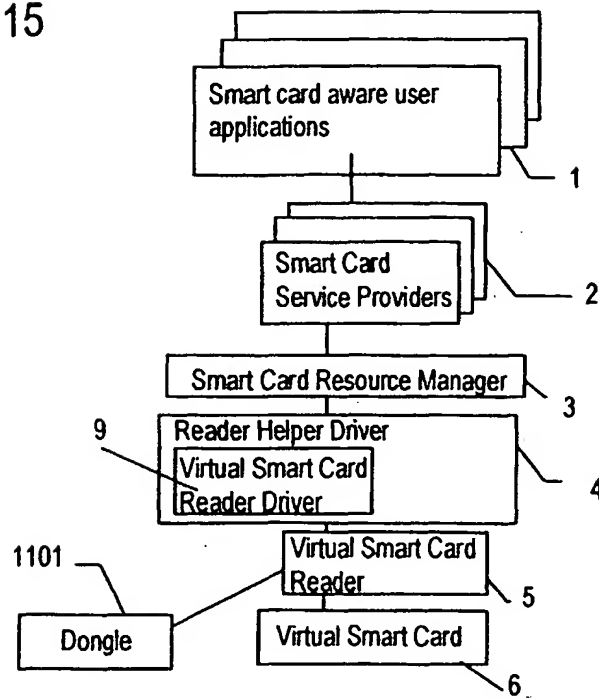 15
Smart card aware user
applications
1
Smart Card
Service Providers
2
Smart Card Resource Manager
3
9
Reader Helper Driver
Virtual Smart Card
Reader Driver
4
1101
Virtual Smart Card
Reader
5
Dongle
Virtual Smart Card
6